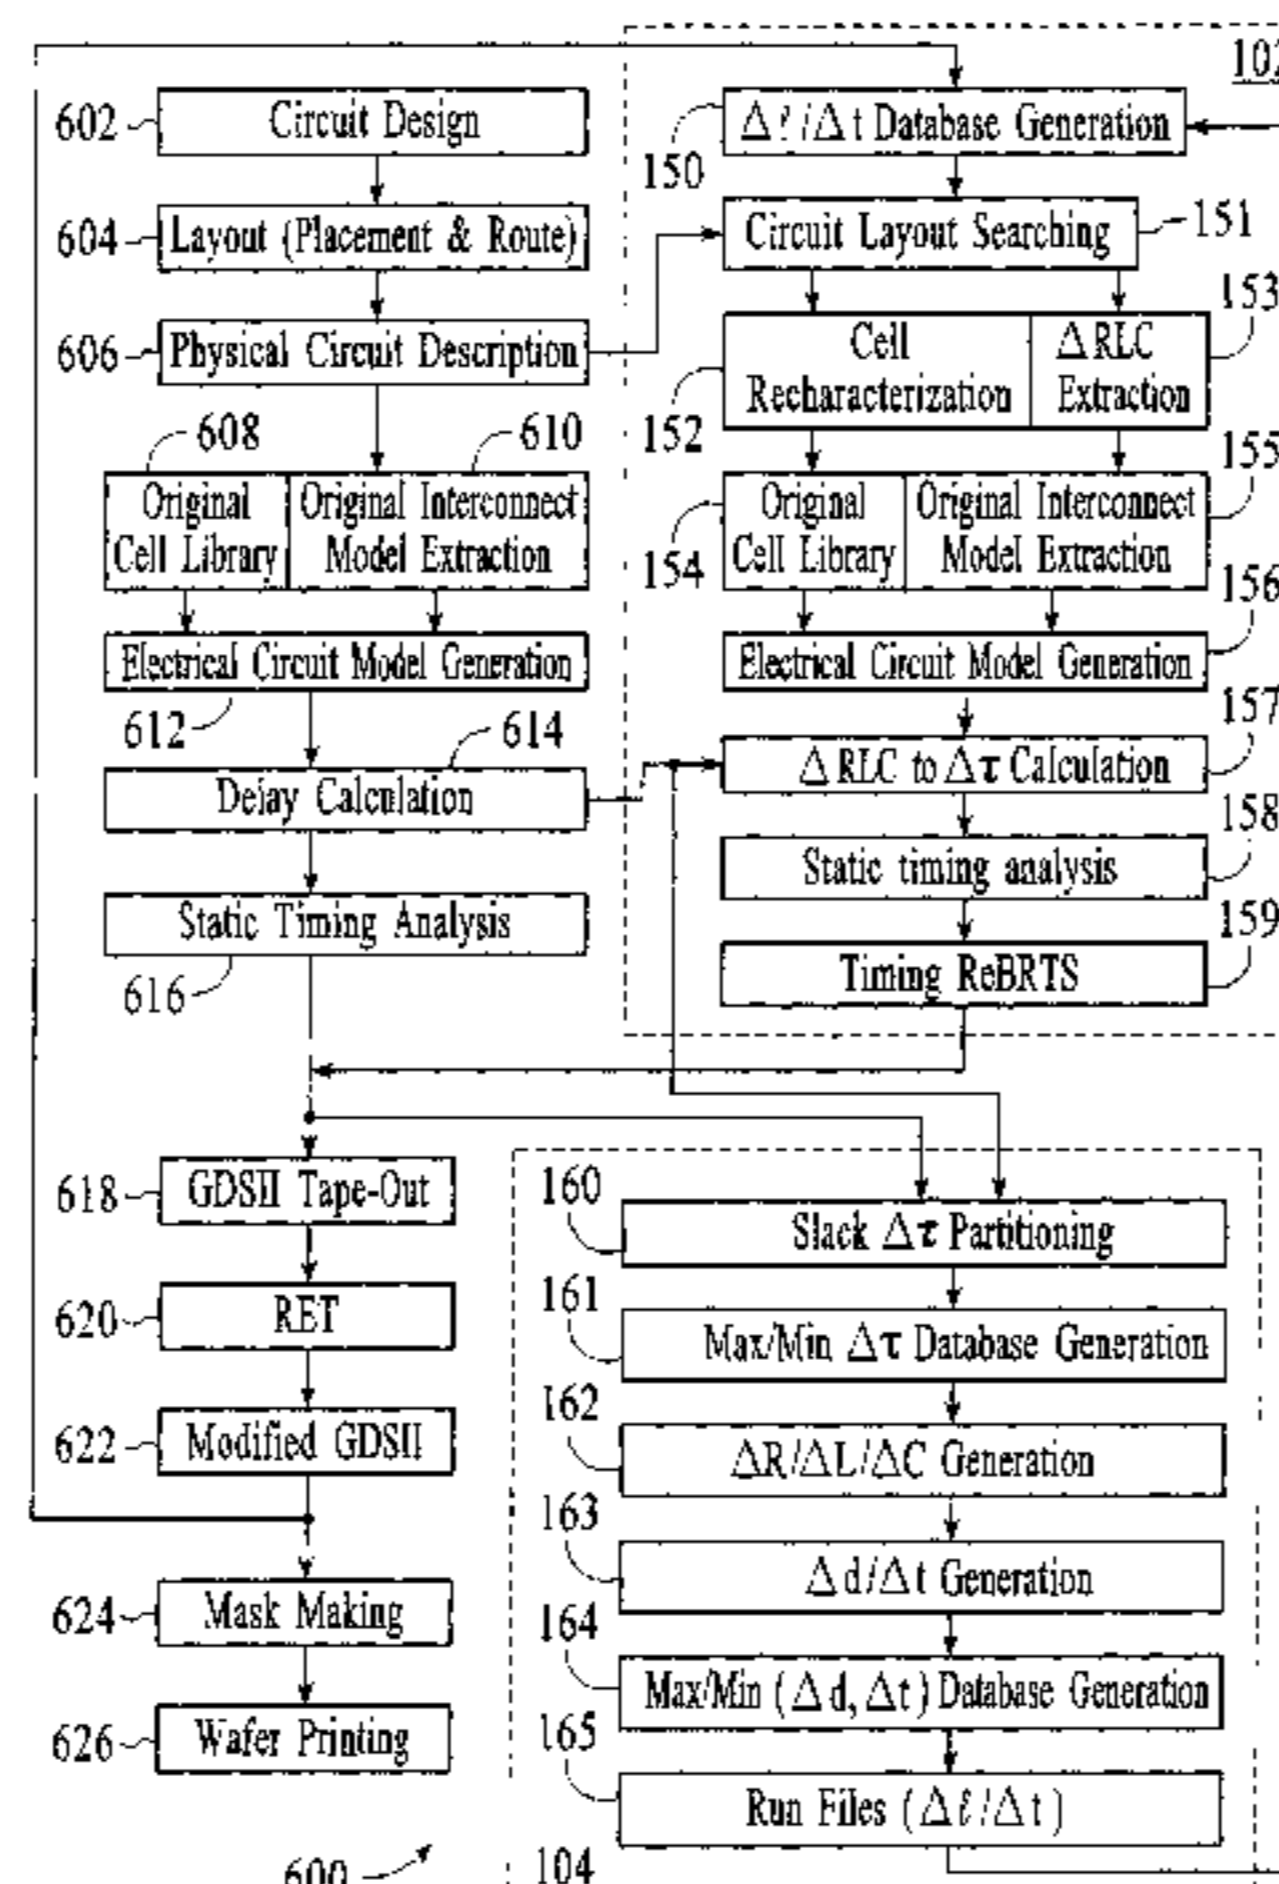 102
602
Circuit Design
604
Layout (Placement & Route)
606
Physical Circuit Description
608
610
Original
Cell Library
Original Interconnect
Model Extraction
Electrical Circuit Model Generation
612
614
Delay Calculation
Static Timing Analysis
616
618
GDSII Tape-Out
620
RET
622
Modified GDSII
624
Mask Making
626
Wafer Printing
600
150
Δℓ/Δt Database Generation
Circuit Layout Searching
151
153
Cell
Recharacterization
ΔRLC
Extraction
152
155
Original
Cell Library
Original Interconnect
Model Extraction
154
156
Electrical Circuit Model Generation
157
Δ RLC to Δτ Calculation
158
Static timing analysis
159
Timing ReBRTS
160
Slack Δτ Partitioning
161
Max/Min Δτ Database Generation
162
ΔR/ΔL/ΔC Generation
163
Δd/Δt Generation
164
Max/Min (Δd, Δt) Database Generation
165
Run Files (Δℓ/Δt)
104